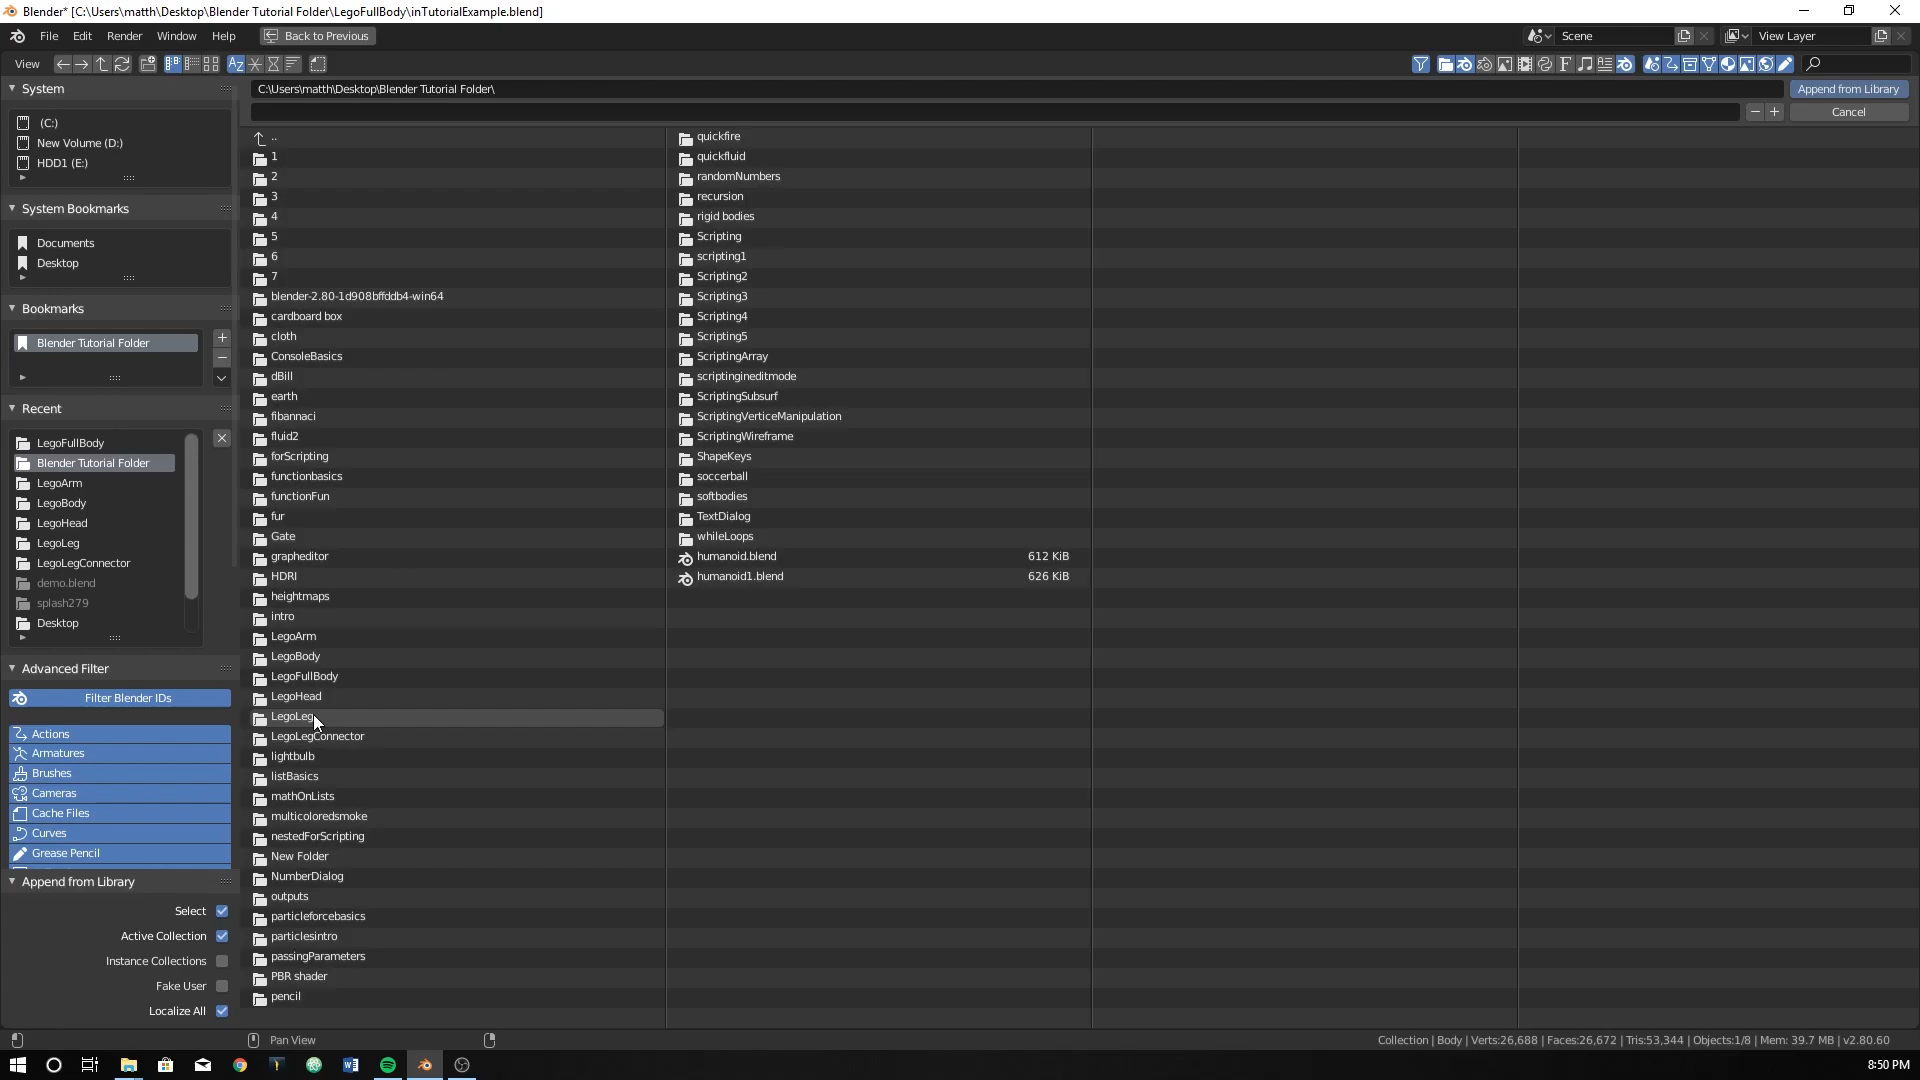 Blender* [C:\Users\matth\Desktop\Blender Tutorial Folder\LegoFullBody\inTutorialExample.blend]
File Edit Render Window Help Back to Previous Scene View Layer
View
System
C:\Users\matth\Desktop\Blender Tutorial Folder\
Append from Library
Cancel
(C:)
New Volume (D:)
HDD1 (E:)
System Bookmarks
Documents
Desktop
Bookmarks
Blender Tutorial Folder
Recent
LegoFullBody
Blender Tutorial Folder
LegoArm
LegoBody
LegoHead
LegoLeg
LegoLegConnector
demo.blend
splash279
Desktop
Advanced Filter
Filter Blender IDs
Actions
Armatures
Brushes
Cameras
Cache Files
Curves
Grease Pencil
Append from Library
Select
Active Collection
Instance Collections
Fake User
Localize All
..
1
2
3
4
5
6
7
blender-2.80-1d908bffddb4-win64
cardboard box
cloth
ConsoleBasics
dBill
earth
fibannaci
fluid2
forScripting
functionbasics
functionFun
fur
Gate
grapheditor
HDRI
heightmaps
intro
LegoArm
LegoBody
LegoFullBody
LegoHead
LegoLeg
LegoLegConnector
lightbulb
listBasics
mathOnLists
multicoloredsmoke
nestedForScripting
New Folder
NumberDialog
outputs
particleforcebasics
particlesintro
passingParameters
PBR shader
pencil
quickfire
quickfluid
randomNumbers
recursion
rigid bodies
Scripting
scripting1
Scripting2
Scripting3
Scripting4
Scripting5
ScriptingArray
scriptingineditmode
ScriptingSubsurf
ScriptingVerticeManipulation
ScriptingWireframe
ShapeKeys
soccerball
softbodies
TextDialog
whileLoops
humanoid.blend 612 KiB
humanoid1.blend 626 KiB
Pan View
Collection | Body | Verts:26,688 | Faces:26,672 | Tris:53,344 | Objects:1/8 | Mem: 39.7 MB | v2.80.60
8:50 PM